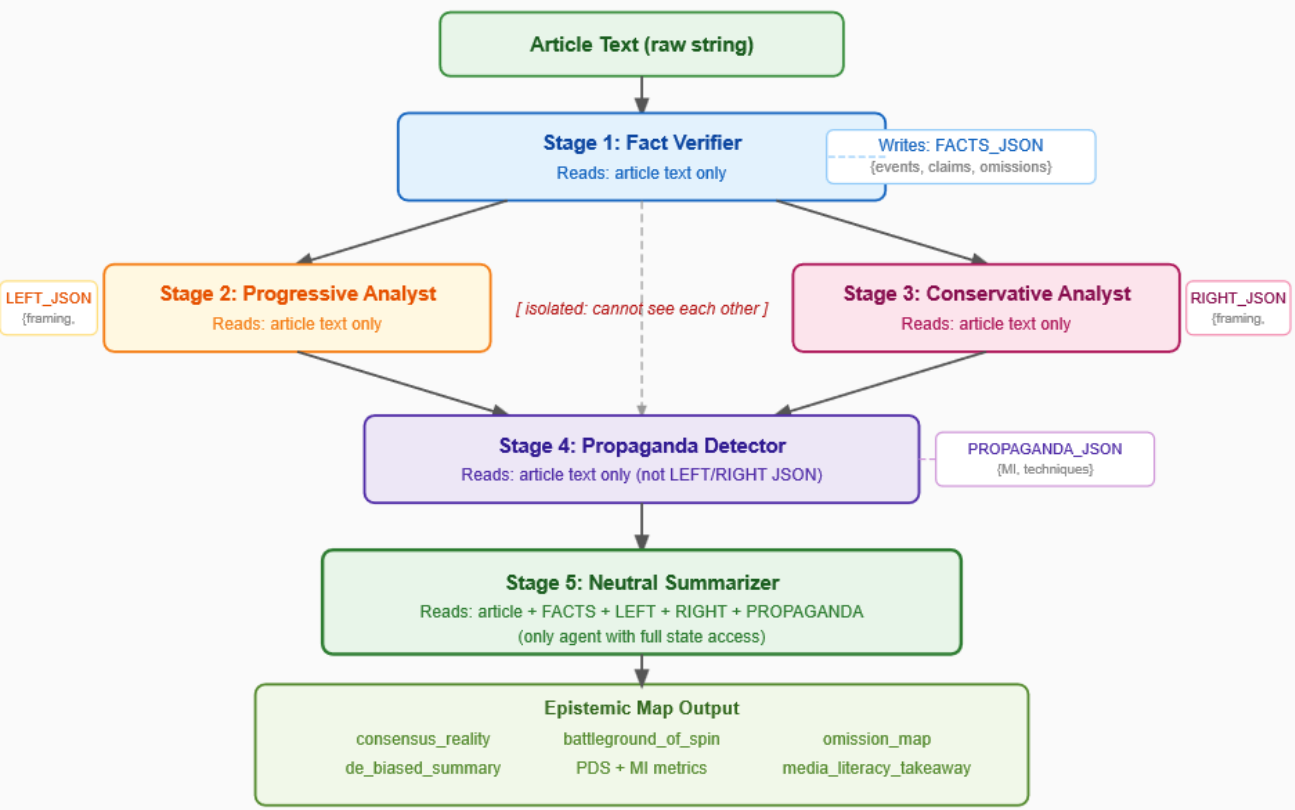 Article Text (raw string)
Stage 1: Fact Verifier
Reads: article text only
Writes: FACTS_JSON
{events, claims, omissions}
LEFT_JSON
{framing,
Stage 2: Progressive Analyst
Reads: article text only
[ isolated: cannot see each other ]
Stage 3: Conservative Analyst
Reads: article text only
RIGHT_JSON
{framing,
Stage 4: Propaganda Detector
Reads: article text only (not LEFT/RIGHT JSON)
PROPAGANDA_JSON
{MI, techniques}
Stage 5: Neutral Summarizer
Reads: article + FACTS + LEFT + RIGHT + PROPAGANDA
(only agent with full state access)
Epistemic Map Output
consensus_reality
battleground_of_spin
omission_map
de_biased_summary
PDS + MI metrics
media_literacy_takeaway